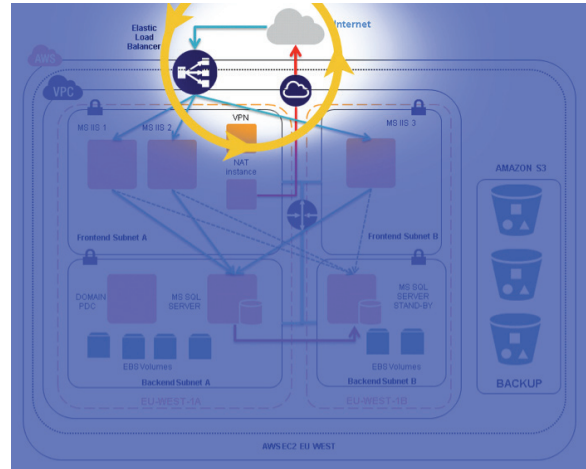 Elastic
Load
Balancer
Internet
AWS
VPC
MS IIS 1
MS IIS 2
VPN
MS IIS 3
NAT
instance
AMAZON S3
Frontend Subnet A
Frontend Subnet B
DOMAIN
PDC
MS SQL
SERVER
MS SQL
SERVER
STAND-BY
EBS Volumes
EBS Volumes
Backend Subnet A
Backend Subnet B
BACKUP
EU-WEST-1A
EU-WEST-1B
AWS EC2 EU WEST